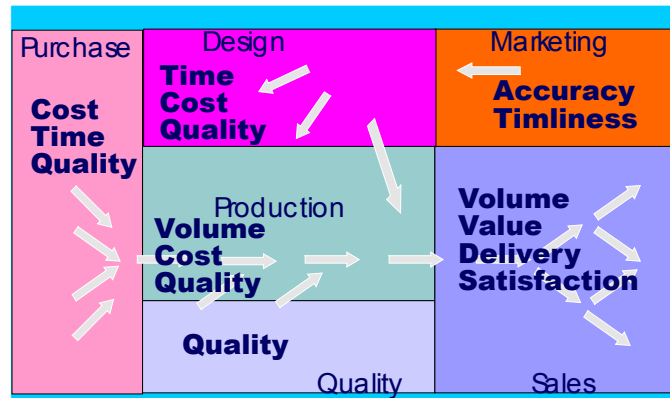 Purchase
Cost
Time
Quality
Design
Time
Cost
Quality
Marketing
Accuracy
Timliness
Production
Volume
Cost
Quality
Quality
Quality
Volume
Value
Delivery
Satisfaction
Sales